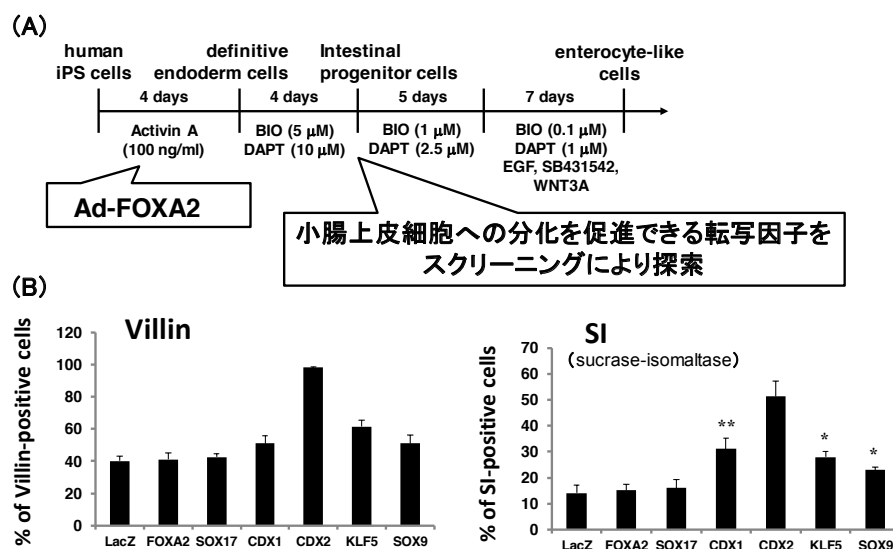 (A)
human
iPS cells
definitive
endoderm cells
Intestinal
progenitor cells
enterocyte-like
cells
4 days
4 days
5 days
7 days
Activin A
(100 ng/ml)
BIO (5 μM)
DAPT (10 μM)
BIO (1 μM)
DAPT (2.5 μM)
BIO (0.1 μM)
DAPT (1 μM)
EGF, SB431542,
WNT3A
Ad-FOXA2
小腸上皮細胞への分化を促進できる転写因子を
スクリーニングにより探索
(B)
Villin
% of Villin-positive cells
120
100
80
60
40
20
0
LacZ FOXA2 SOX17 CDX1 CDX2 KLF5 SOX9
SI
(sucrase-isomaltase)
% of SI-positive cells
70
60
50
40
30
20
10
0
**
*
*
LacZ FOXA2 SOX17 CDX1 CDX2 KLF5 SOX9